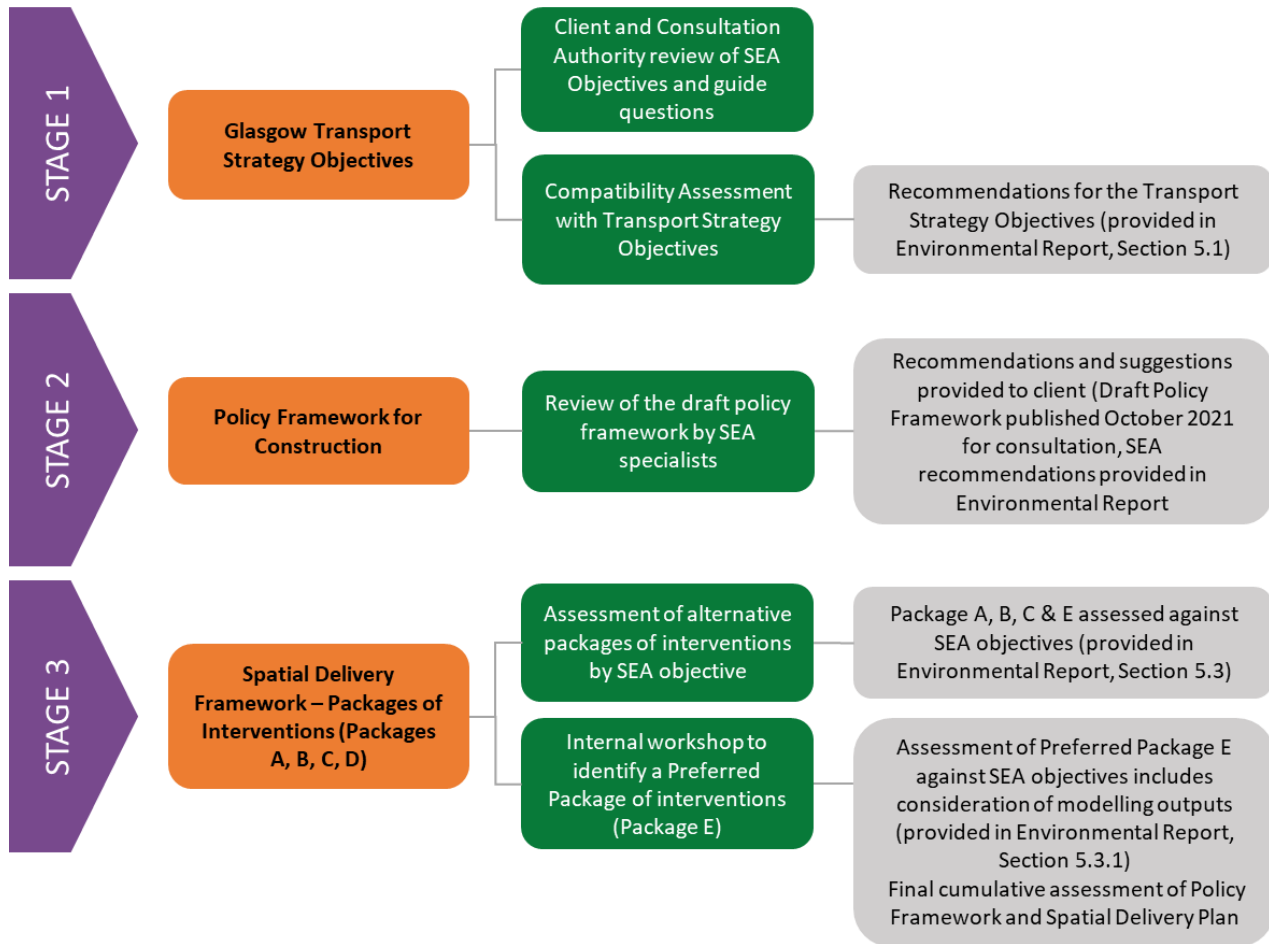 STAGE 1
Glasgow Transport
Strategy Objectives
Client and Consultation
Authority review of SEA
Objectives and guide
questions
Compatibility Assessment
with Transport Strategy
Objectives
Recommendations for the Transport
Strategy Objectives (provided in
Environmental Report, Section 5.1)
STAGE 2
Policy Framework for
Construction
Review of the draft policy
framework by SEA
specialists
Recommendations and suggestions
provided to client (Draft Policy
Framework published October 2021
for consultation, SEA
recommendations provided in
Environmental Report
STAGE 3
Spatial Delivery
Framework – Packages of
Interventions (Packages
A, B, C, D)
Assessment of alternative
packages of interventions
by SEA objective
Package A, B, C & E assessed against
SEA objectives (provided in
Environmental Report, Section 5.3)
Internal workshop to
identify a Preferred
Package of interventions
(Package E)
Assessment of Preferred Package E
against SEA objectives includes
consideration of modelling outputs
(provided in Environmental Report,
Section 5.3.1)
Final cumulative assessment of Policy
Framework and Spatial Delivery Plan